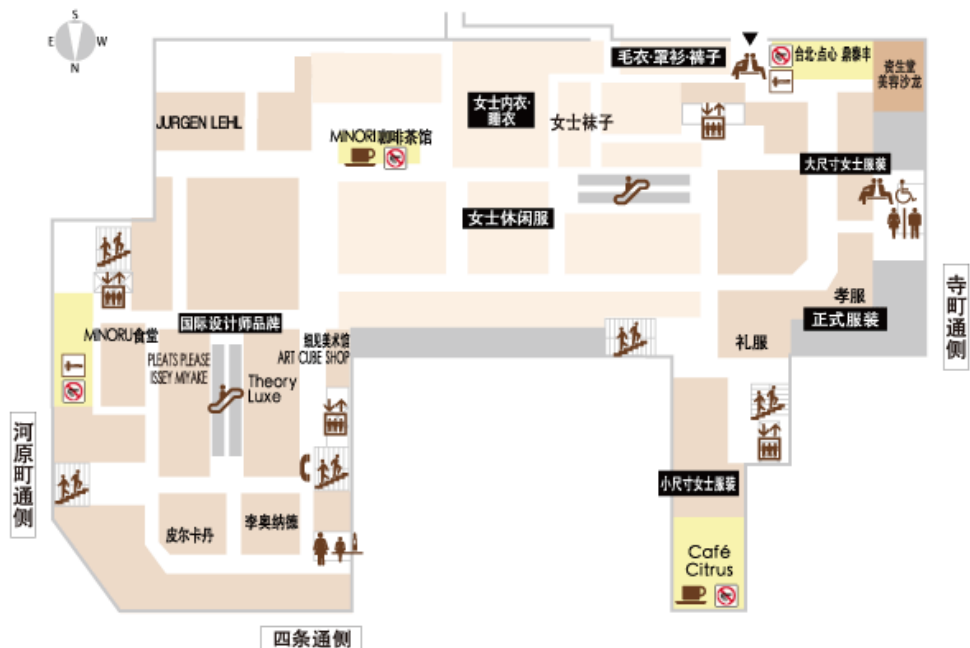 S
E
W
N
毛衣·罩衫·裤子
台北·点心 鼎泰丰
资生堂
美容沙龙
JURGEN LEHL
女士内衣·
睡衣
女士袜子
MINORI咖啡茶馆
大尺寸女士服装
女士休闲服
寺町通侧
孝服
正式服装
礼服
国际设计师品牌
MINORU食堂
细见美术馆
ART CUBE SHOP
PLEATS PLEASE
ISSEY MIYAKE
Theory
Luxe
河原町通侧
小尺寸女士服装
皮尔卡丹
李奥纳德
Café
Citrus
四条通侧